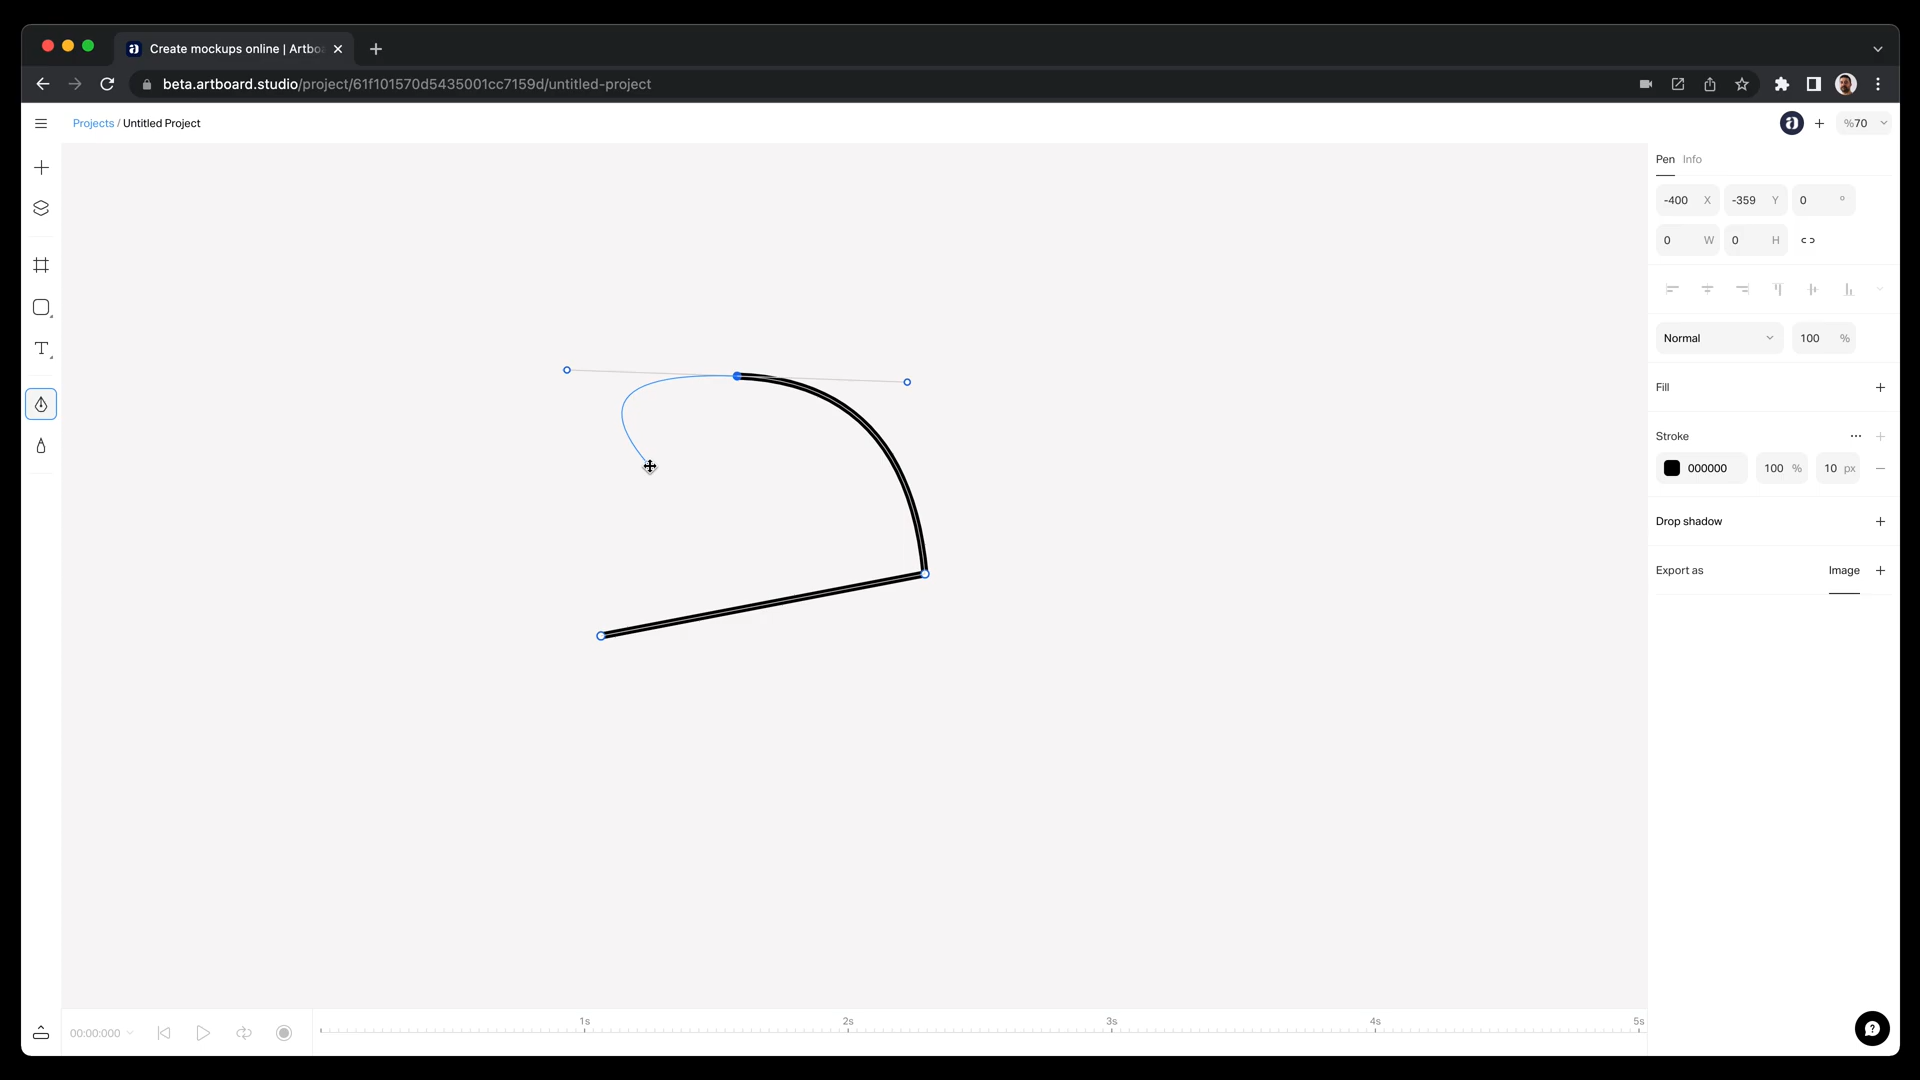 Create mockups online | Artbo
beta.artboard.studio/project/61f101570d5435001cc7159d/untitled-project
Projects / Untitled Project
%70
Pen Info
-400 X -359 Y 0 °
0 W 0 H
Normal 100 %
Fill
Stroke
000000 100 % 10 px
Drop shadow
Export as Image
00:00:000
1s 2s 3s 4s 5s